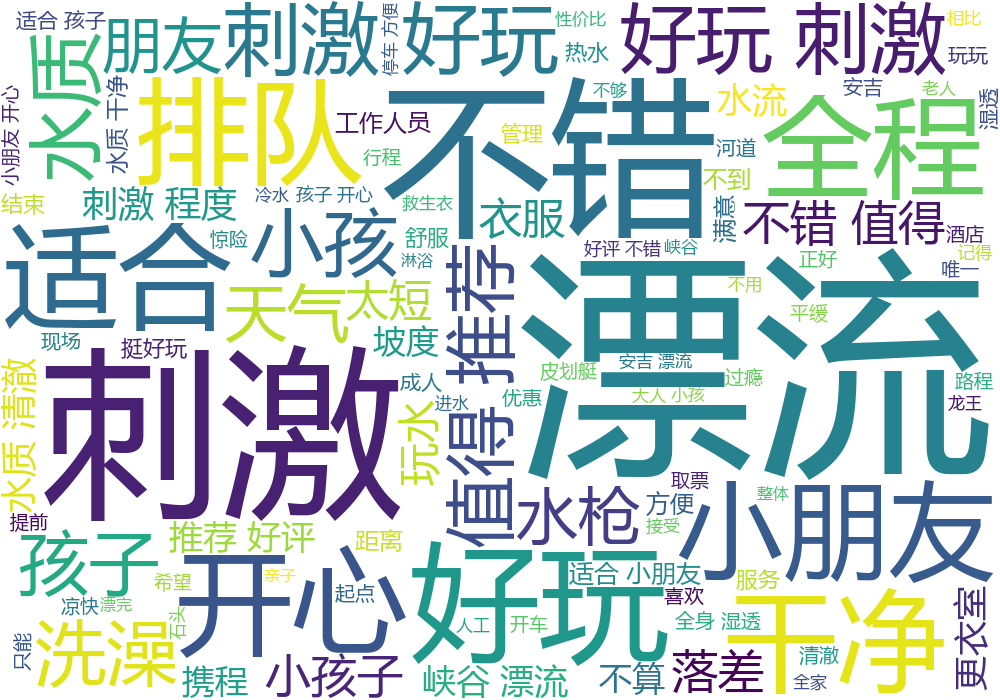 适合 孩子
朋友
刺激
停车 方便
好玩
性价比
热水
好玩 刺激
相比
玩玩
水质
小朋友 开心
水质 干净
排队
工作人员
行程
不错
不够
管理
水流
安吉
老人
湿透
全程
河道
不到
结束
刺激 程度
冷水
孩子 开心
救生衣
衣服
满意
不错 值得
酒店
适合
惊险
小孩
舒服
淋浴
好评 不错
峡谷
正好
唯一
记得
天气
太短
推荐
值得 推荐
漂流
不用
平缓
现场
挺好玩
坡度
安吉 漂流
成人
皮划艇
过瘾
路程
水质 清澈
刺激
玩水
进水
优惠
大人 小孩
龙王
提前
推荐 好评
距离
水枪
取票
方便
接受
整体
小朋友
孩子
希望
亲子
开心
起点
好玩
适合 小朋友
喜欢
服务
凉快
漂完
石头
人工
开车
全身 湿透
干净
更衣室
只能
洗澡
携程
小孩子
峡谷 漂流
不算
落差
清澈
全家